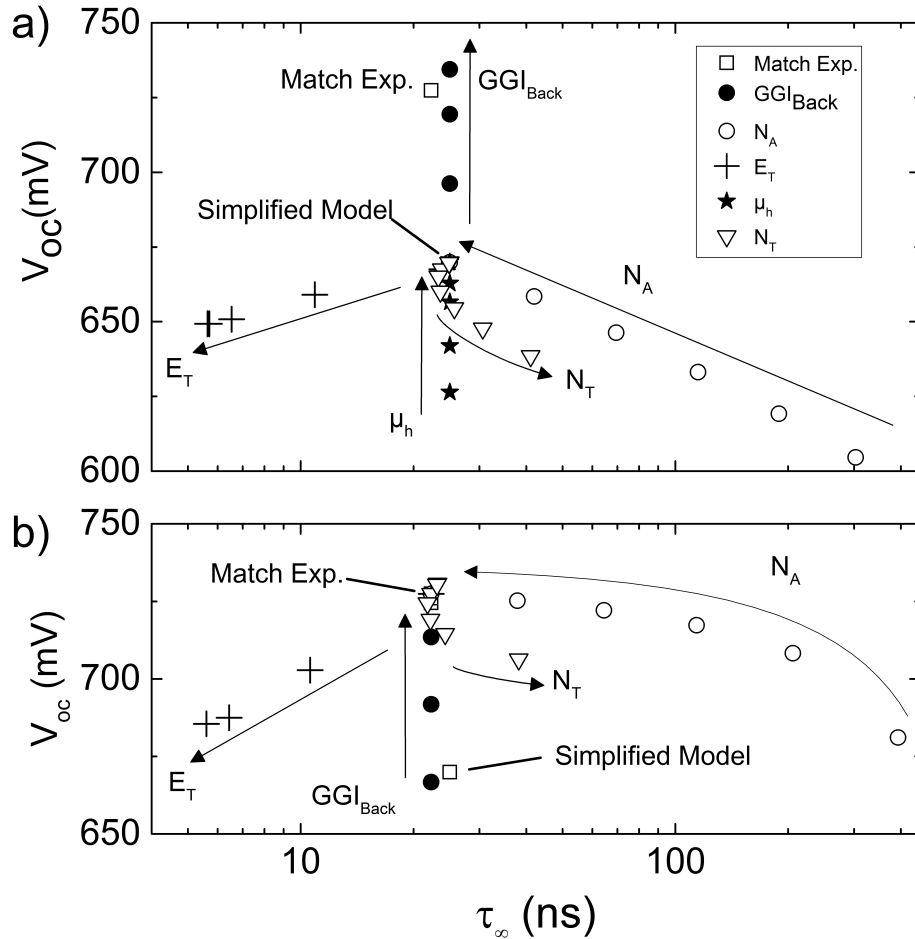 a)
750
700
650
600
V_oc(mV)
Match Exp.
GGI_Back
Simplified Model
N_A
E_T
N_T
μ_h
Match Exp.
GGI_Back
N_A
E_T
μ_h
N_T
b)
750
700
650
V_oc (mV)
Match Exp.
N_A
N_T
E_T
GGI_Back
Simplified Model
10
100
τ_∞ (ns)